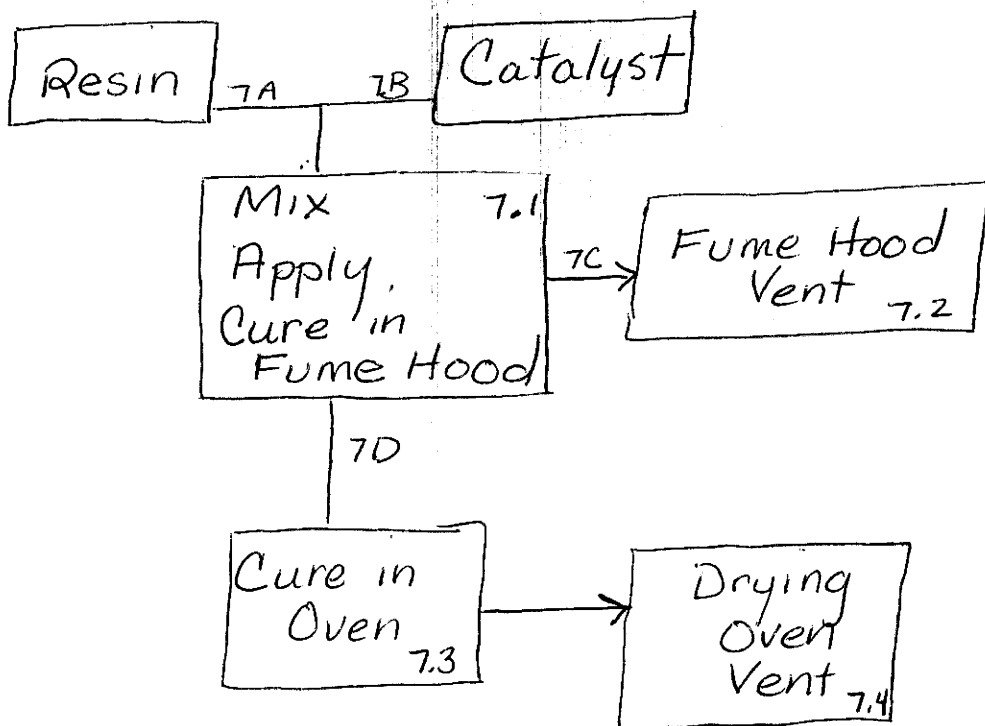 Resin
7A
7B
Catalyst
Mix 7.1
Apply,
Cure in
Fume Hood
7C
Fume Hood
Vent
7.2
7D
Cure in
Oven
7.3
Drying
Oven
Vent
7.4